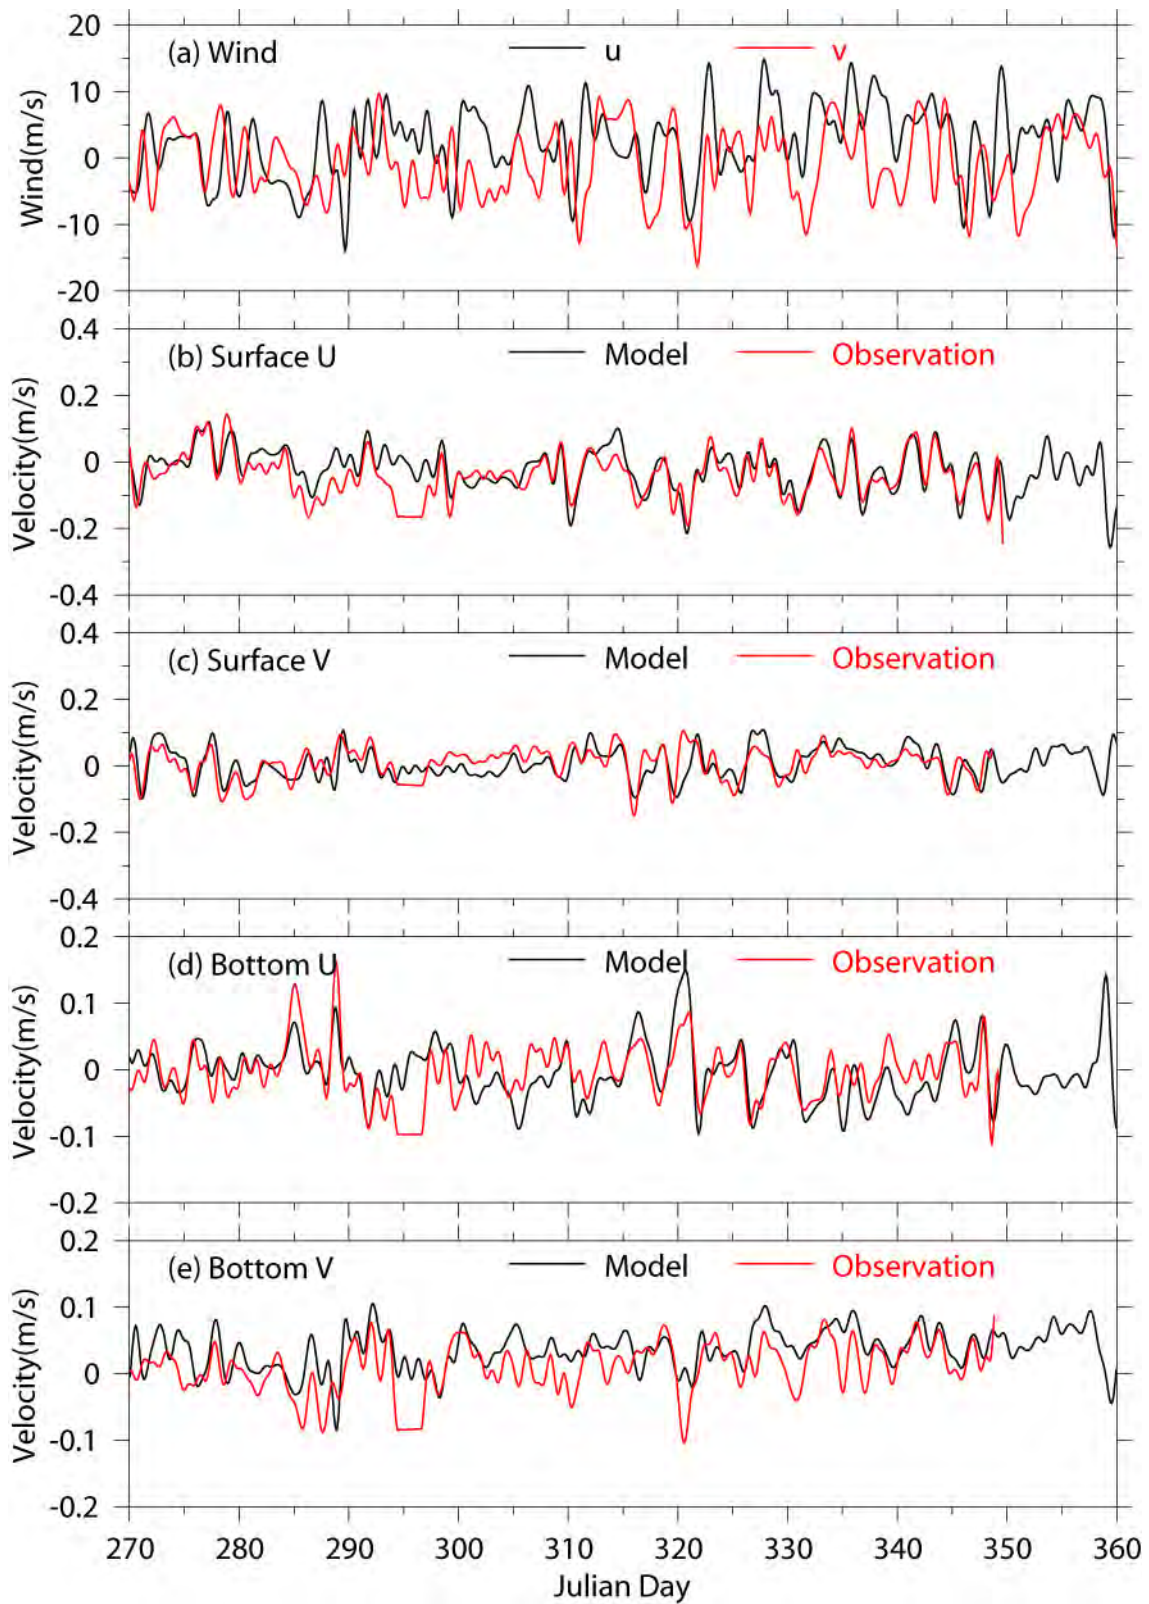 (a) Wind u v
Wind(m/s)
20
10
0
-10
-20
(b) Surface U Model Observation
Velocity(m/s)
0.4
0.2
0
-0.2
-0.4
(c) Surface V Model Observation
Velocity(m/s)
0.4
0.2
0
-0.2
-0.4
(d) Bottom U Model Observation
Velocity(m/s)
0.2
0.1
0
-0.1
-0.2
(e) Bottom V Model Observation
Velocity(m/s)
0.2
0.1
0
-0.1
-0.2
270 280 290 300 310 320 330 340 350 360
Julian Day